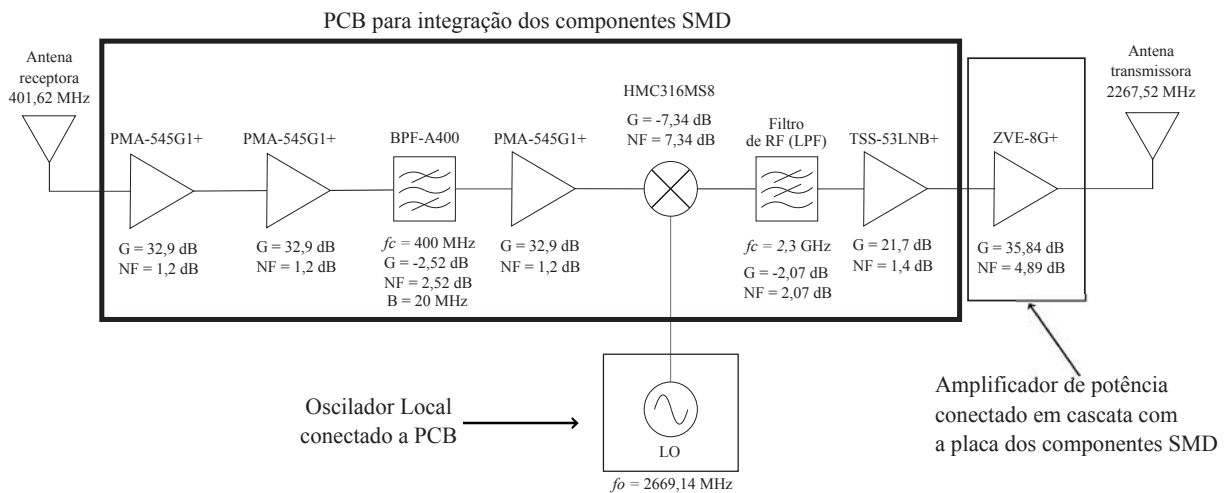 PCB para integração dos componentes SMD
Antena
receptora
401,62 MHz
Antena
transmissora
2267,52 MHz
PMA-545G1+
G = 32,9 dB
NF = 1,2 dB
PMA-545G1+
G = 32,9 dB
NF = 1,2 dB
BPF-A400
fc = 400 MHz
G = -2,52 dB
NF = 2,52 dB
B = 20 MHz
PMA-545G1+
G = 32,9 dB
NF = 1,2 dB
HMC316MS8
G = -7,34 dB
NF = 7,34 dB
Filtro
de RF (LPF)
fc = 2,3 GHz
G = -2,07 dB
NF = 2,07 dB
TSS-53LNB+
G = 21,7 dB
NF = 1,4 dB
ZVE-8G+
G = 35,84 dB
NF = 4,89 dB
Oscilador Local
conectado a PCB
LO
fo = 2669,14 MHz
Amplificador de potência
conectado em cascata com
a placa dos componentes SMD